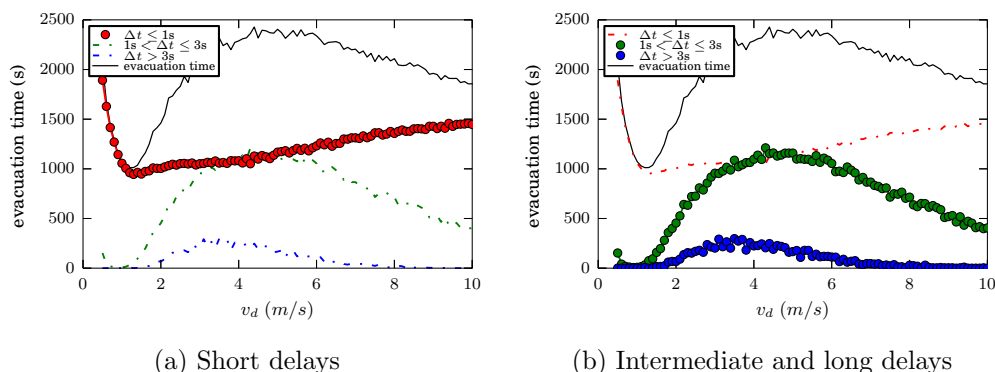 2500
2000
1500
1000
500
0
evacuation time (s)
Δt ≤ 1s
1s < Δt ≤ 3s
Δt > 3s
evacuation time
0 2 4 6 8 10
v_d (m/s)
(a) Short delays
2500
2000
1500
1000
500
0
evacuation time (s)
Δt ≤ 1s
1s < Δt ≤ 3s
Δt > 3s
evacuation time
0 2 4 6 8 10
v_d (m/s)
(b) Intermediate and long delays